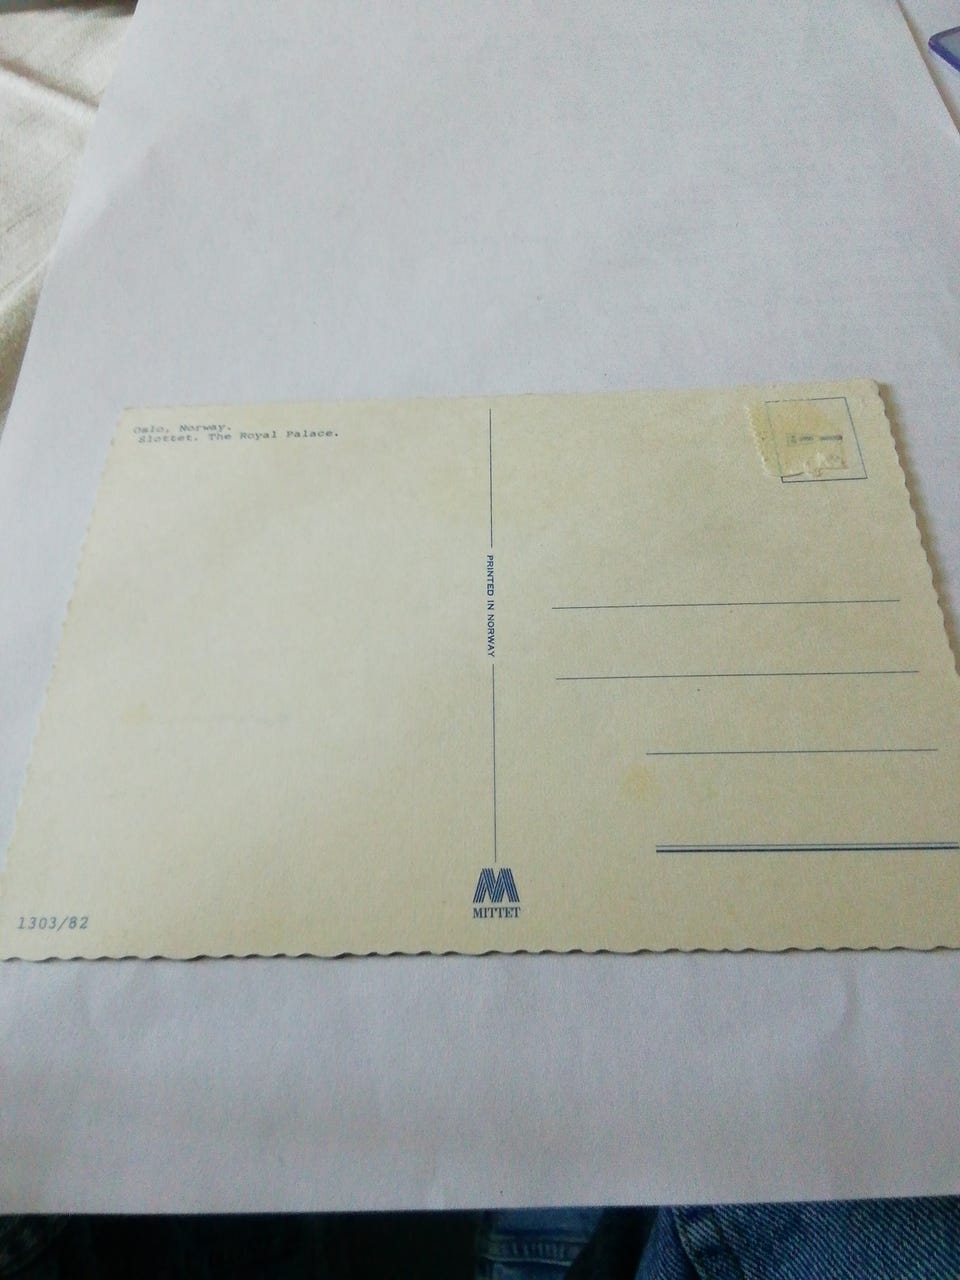 Oslo, Norway.
Slottet. The Royal Palace.
PRINTED IN NORWAY
MITTET
1303/82